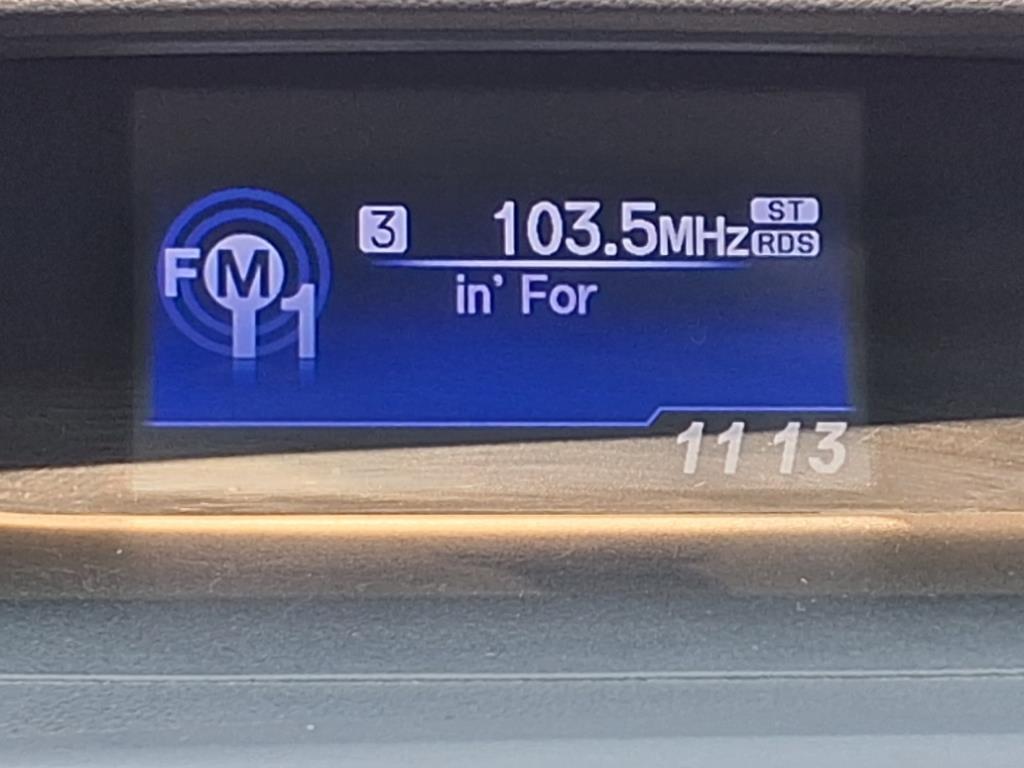 FM1
3 103.5MHz ST
RDS
in' For
11 13